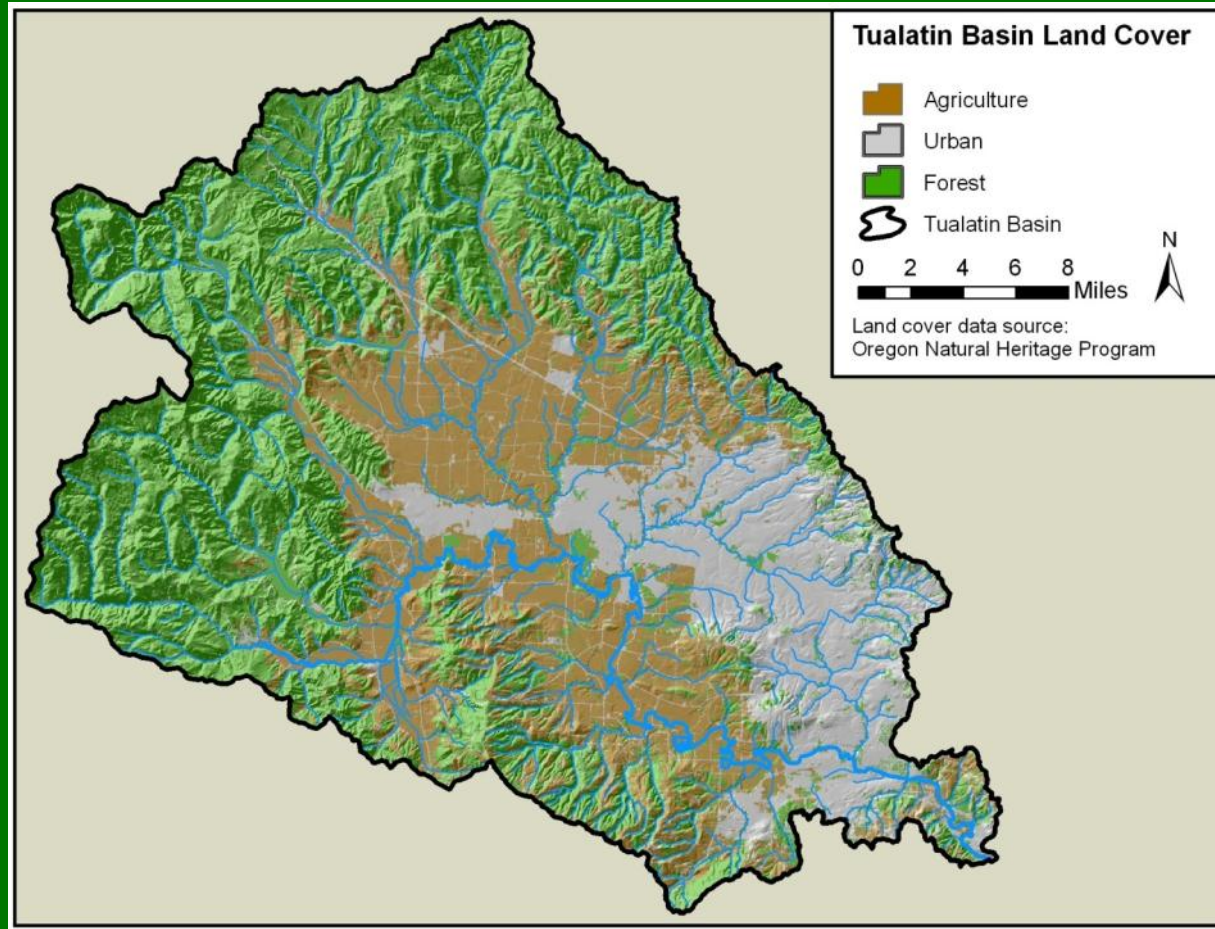 Tualatin Basin Land Cover
Agriculture
Urban
Forest
Tualatin Basin
N
0 2 4 6 8
Miles
Land cover data source:
Oregon Natural Heritage Program